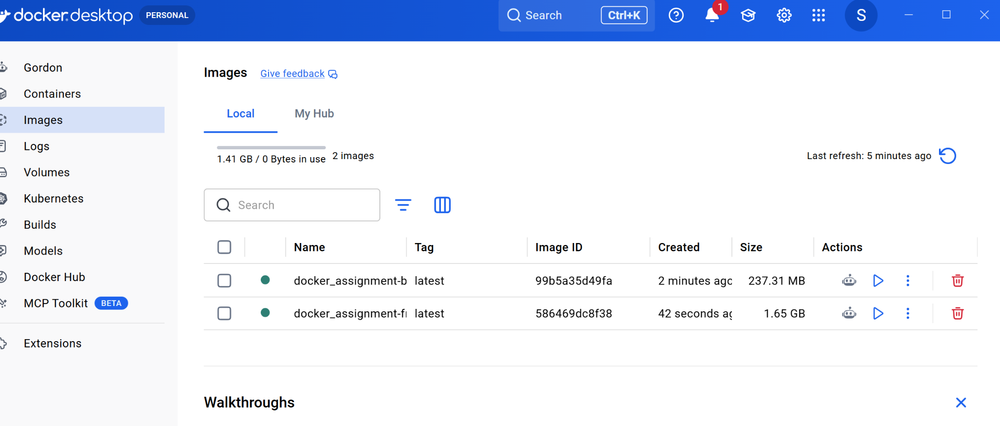 docker.desktop PERSONAL Search Ctrl+K 1 S
Gordon
Containers
Images
Logs
Volumes
Kubernetes
Builds
Models
Docker Hub
MCP Toolkit BETA
Extensions
Images Give feedback
Local My Hub
1.41 GB / 0 Bytes in use 2 images Last refresh: 5 minutes ago
Search
Name Tag Image ID Created Size Actions
docker_assignment-b latest 99b5a35d49fa 2 minutes ago 237.31 MB
docker_assignment-fr latest 586469dc8f38 42 seconds ag 1.65 GB
Walkthroughs